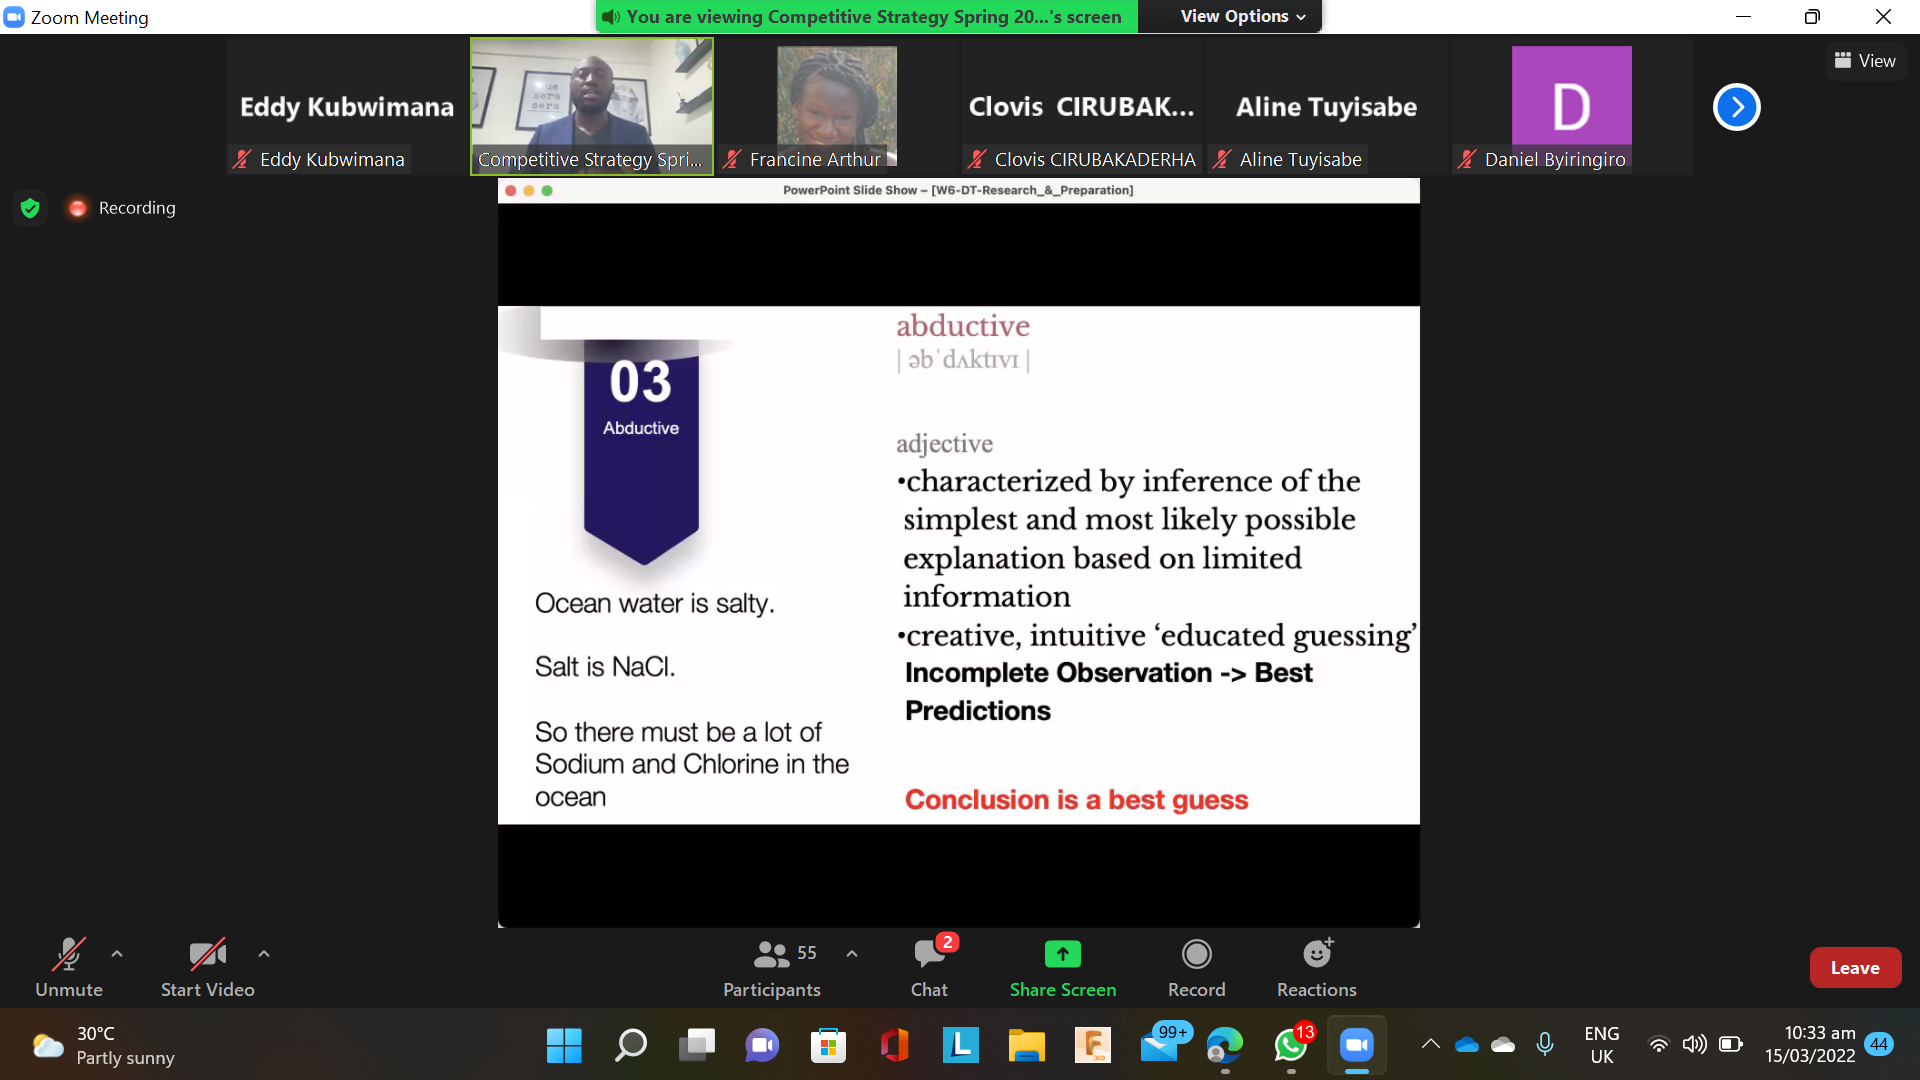 Zoom Meeting
You are viewing Competitive Strategy Spring 20...'s screen
View Options
View
Eddy Kubwimana
Clovis CIRUBAK...
Aline Tuyisabe
D
que
sera
sera
Eddy Kubwimana
Competitive Strategy Spri...
Francine Arthur
Clovis CIRUBAKADERHA
Aline Tuyisabe
Daniel Byiringiro
Recording
PowerPoint Slide Show – [W6-DT-Research_&_Preparation]
03
Abductive
Ocean water is salty.
Salt is NaCl.
So there must be a lot of
Sodium and Chlorine in the
ocean
abductive
| əbˈdʌktɪvɪ |
adjective
•characterized by inference of the
simplest and most likely possible
explanation based on limited
information
•creative, intuitive ‘educated guessing’
Incomplete Observation -> Best
Predictions
Conclusion is a best guess
Unmute
Start Video
55
Participants
2
Chat
Share Screen
Record
Reactions
Leave
30°C
Partly sunny
L
F
360
99+
13
ENG
UK
10:33 am
15/03/2022
44